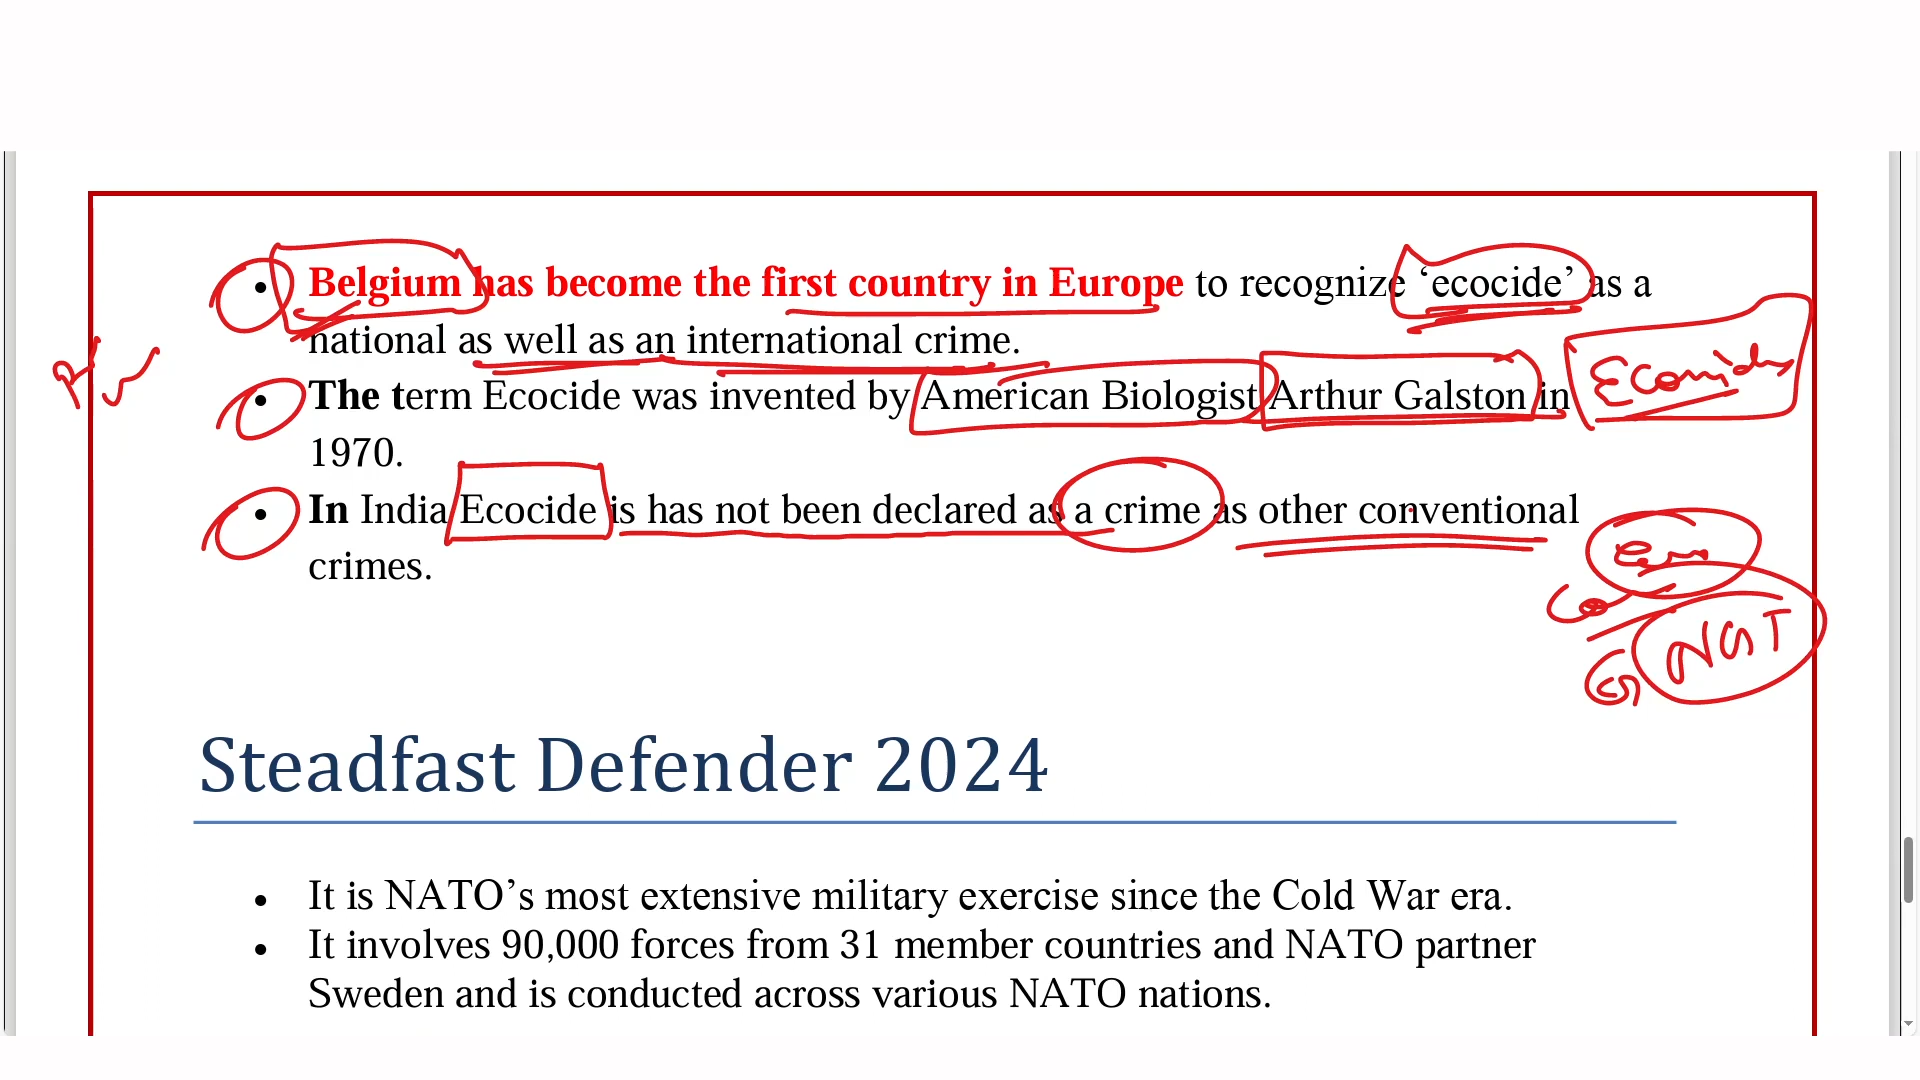 • Belgium has become the first country in Europe to recognize ‘ecocide’ as a
national as well as an international crime.
• The term Ecocide was invented by American Biologist Arthur Galston in
1970.
• In India Ecocide is has not been declared as a crime as other conventional
crimes.
NGT
Steadfast Defender 2024
• It is NATO’s most extensive military exercise since the Cold War era.
• It involves 90,000 forces from 31 member countries and NATO partner
Sweden and is conducted across various NATO nations.